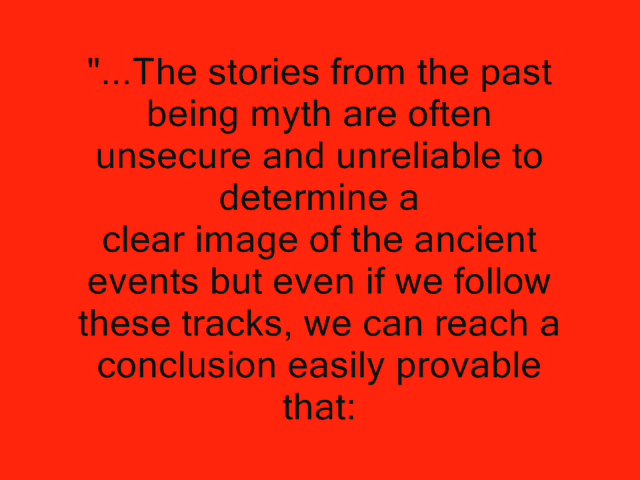 "...The stories from the past
being myth are often
unsecure and unreliable to
determine a
clear image of the ancient
events but even if we follow
these tracks, we can reach a
conclusion easily provable
that: